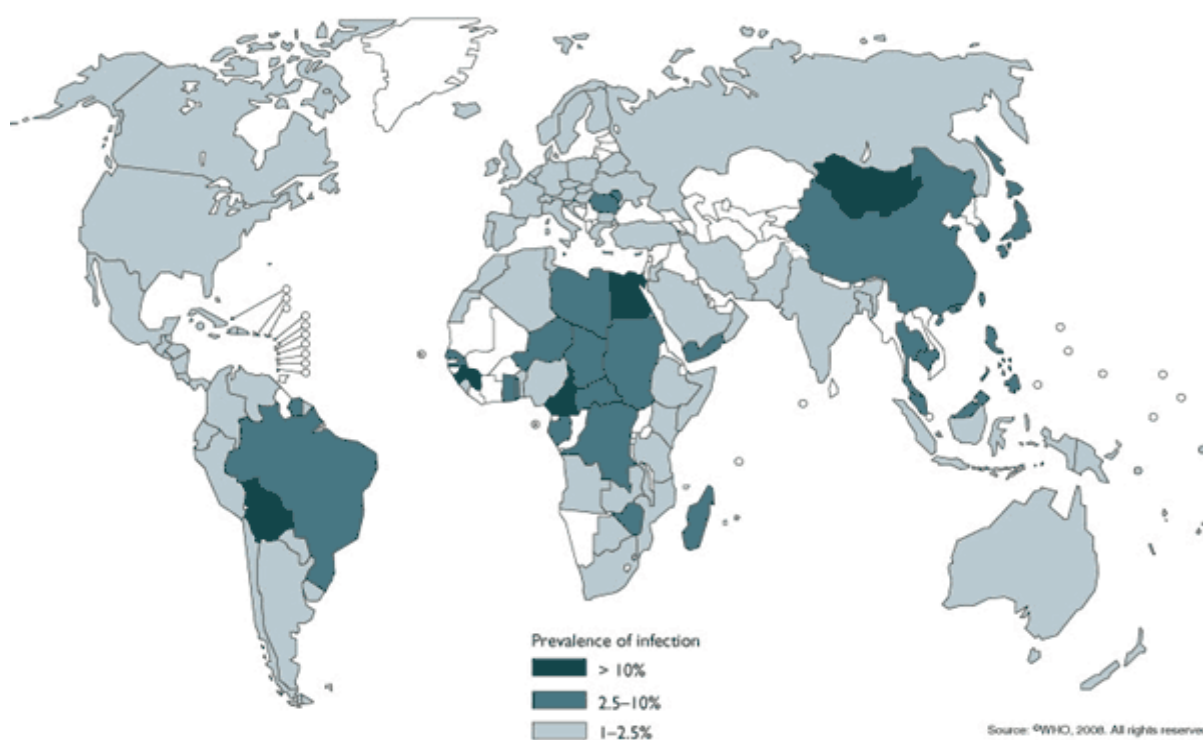 Prevalence of infection
> 10%
2.5–10%
1–2.5%
Source: ©WHO, 2008. All rights reserve